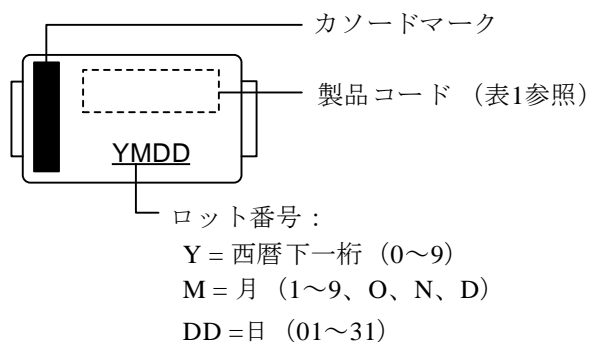 カソードマーク
製品コード （表1参照）
YMDD
ロット番号：
Y = 西暦下一桁（0～9）
M = 月（1～9、O、N、D）
DD =日（01～31）